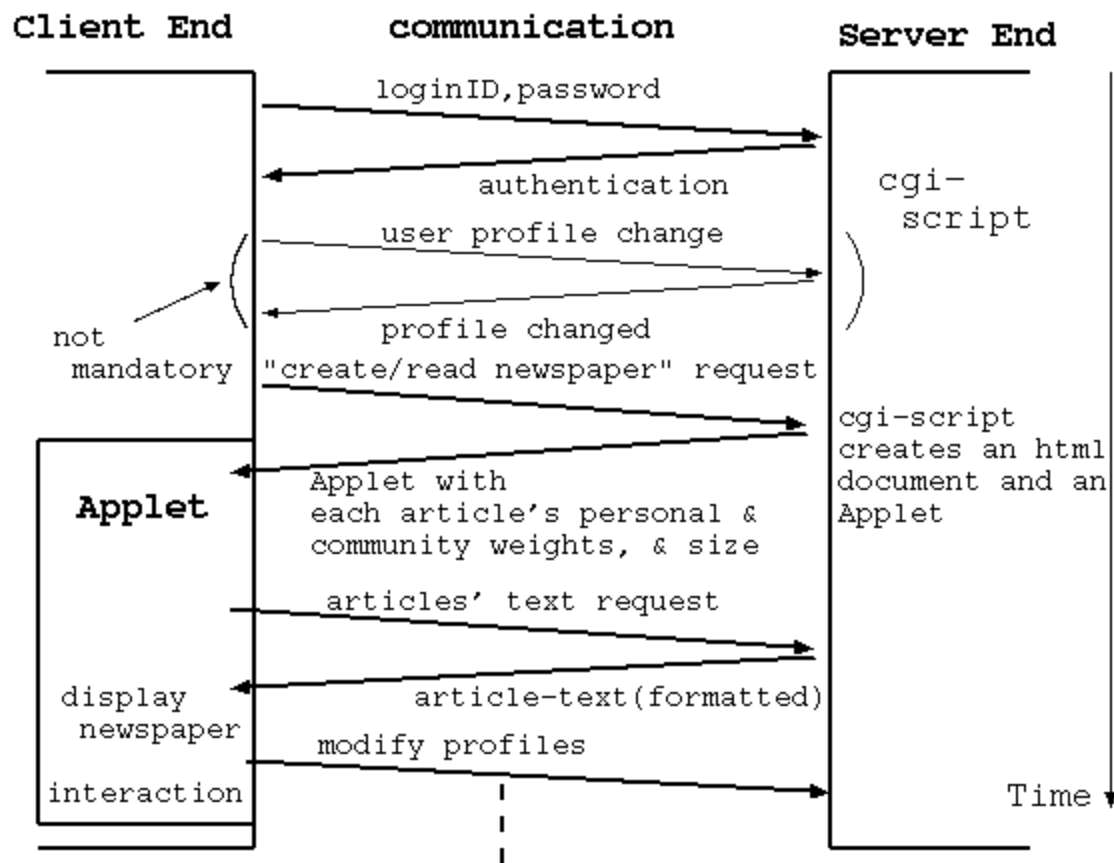 Client End
communication
Server End
loginID,password
authentication
cgi-
script
user profile change
profile changed
not
mandatory
"create/read newspaper" request
cgi-script
creates an html
document and an
Applet
Applet
Applet with
each article's personal &
community weights, & size
articles' text request
article-text(formatted)
display
newspaper
modify profiles
interaction
Time